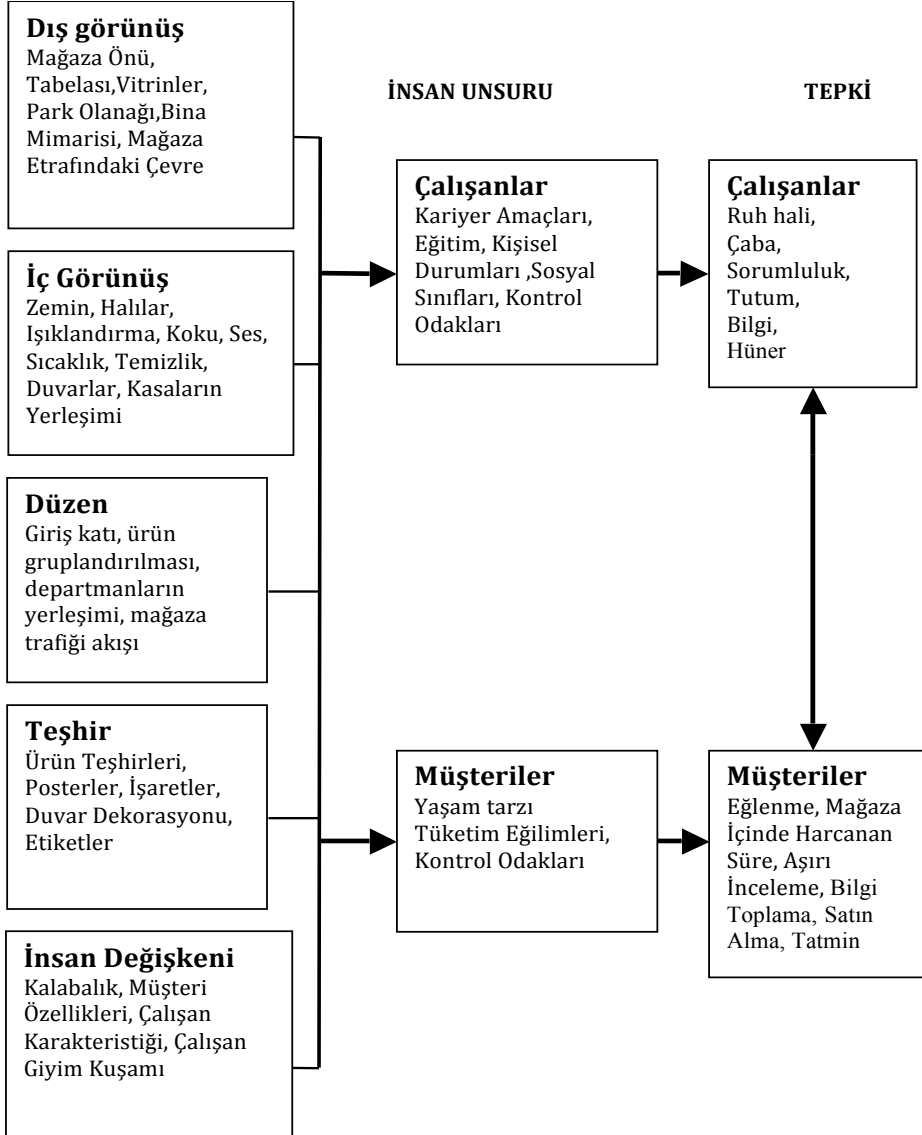 Dış görünüş
Mağaza Önü,
Tabelası,Vitrinler,
Park Olanağı,Bina
Mimarisi, Mağaza
Etrafındaki Çevre
İç Görünüş
Zemin, Halılar,
Işıklandırma, Koku, Ses,
Sıcaklık, Temizlik,
Duvarlar, Kasaların
Yerleşimi
Düzen
Giriş katı, ürün
gruplandırılması,
departmanların
yerleşimi, mağaza
trafiği akışı
Teşhir
Ürün Teşhirleri,
Posterler, İşaretler,
Duvar Dekorasyonu,
Etiketler
İnsan Değişkeni
Kalabalık, Müşteri
Özellikleri, Çalışan
Karakteristiği, Çalışan
Giyim Kuşamı
İNSAN UNSURU
Çalışanlar
Kariyer Amaçları,
Eğitim, Kişisel
Durumları ,Sosyal
Sınıfları, Kontrol
Odakları
Müşteriler
Yaşam tarzı
Tüketim Eğilimleri,
Kontrol Odakları
TEPKİ
Çalışanlar
Ruh hali,
Çaba,
Sorumluluk,
Tutum,
Bilgi,
Hüner
Müşteriler
Eğlenme, Mağaza
İçinde Harcanan
Süre, Aşırı
İnceleme, Bilgi
Toplama, Satın
Alma, Tatmin